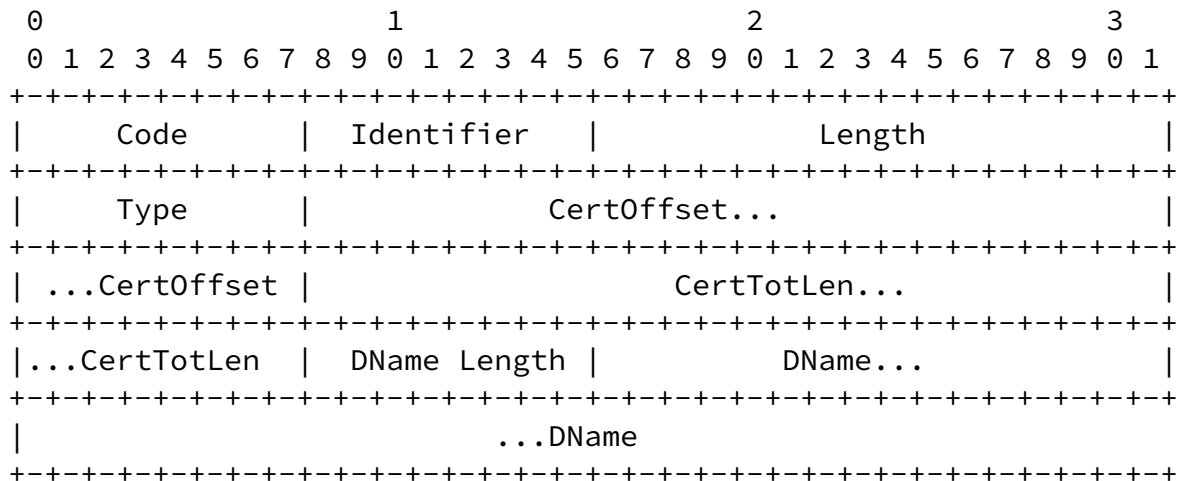 0                   1                   2                   3
 0 1 2 3 4 5 6 7 8 9 0 1 2 3 4 5 6 7 8 9 0 1 2 3 4 5 6 7 8 9 0 1
+-+-+-+-+-+-+-+-+-+-+-+-+-+-+-+-+-+-+-+-+-+-+-+-+-+-+-+-+-+-+-+-+
|     Code      |  Identifier   |            Length             |
+-+-+-+-+-+-+-+-+-+-+-+-+-+-+-+-+-+-+-+-+-+-+-+-+-+-+-+-+-+-+-+-+
|     Type      |             CertOffset...                     |
+-+-+-+-+-+-+-+-+-+-+-+-+-+-+-+-+-+-+-+-+-+-+-+-+-+-+-+-+-+-+-+-+
| ...CertOffset |                    CertTotLen...              |
+-+-+-+-+-+-+-+-+-+-+-+-+-+-+-+-+-+-+-+-+-+-+-+-+-+-+-+-+-+-+-+-+
|...CertTotLen  |  DName Length |          DName...             |
+-+-+-+-+-+-+-+-+-+-+-+-+-+-+-+-+-+-+-+-+-+-+-+-+-+-+-+-+-+-+-+-+
|                          ...DName
+-+-+-+-+-+-+-+-+-+-+-+-+-+-+-+-+-+-+-+-+-+-+-+-+-+-+-+-+-+-+-+-+